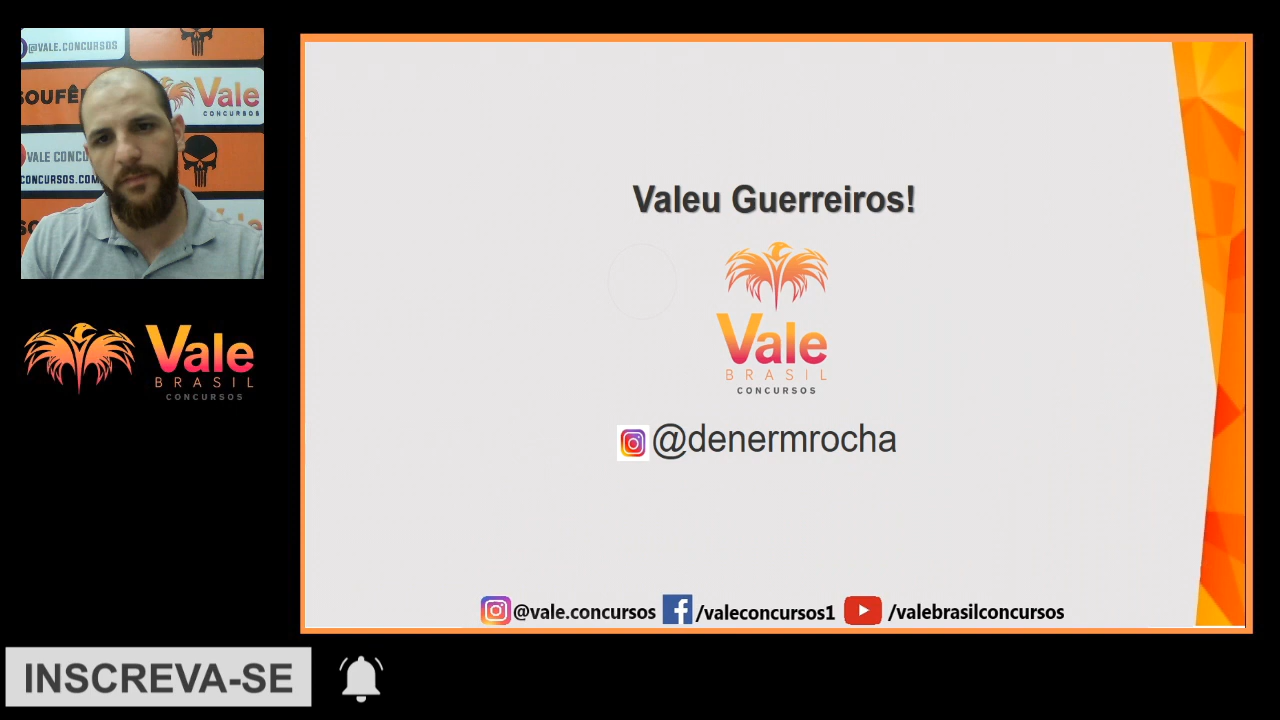 @VALE.CONCURSOS
SOUFÊ
Vale
CONCURSOS
VALE CONCU
CONCURSOS.COM
Vale
BRASIL
CONCURSOS
Valeu Guerreiros!
Vale
BRASIL
CONCURSOS
@denermrocha
@vale.concursos /valeconcursos1 /valebrasilconcursos
INSCREVA-SE